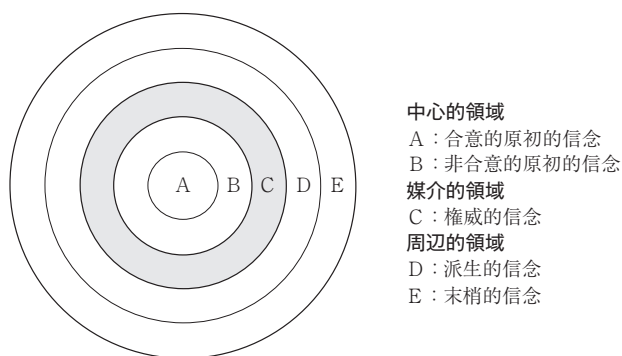 A B C D E
中心的領域
A：合意的原初的信念
B：非合意的原初的信念
媒介的領域
C：権威的信念
周辺的領域
D：派生的信念
E：末梢的信念